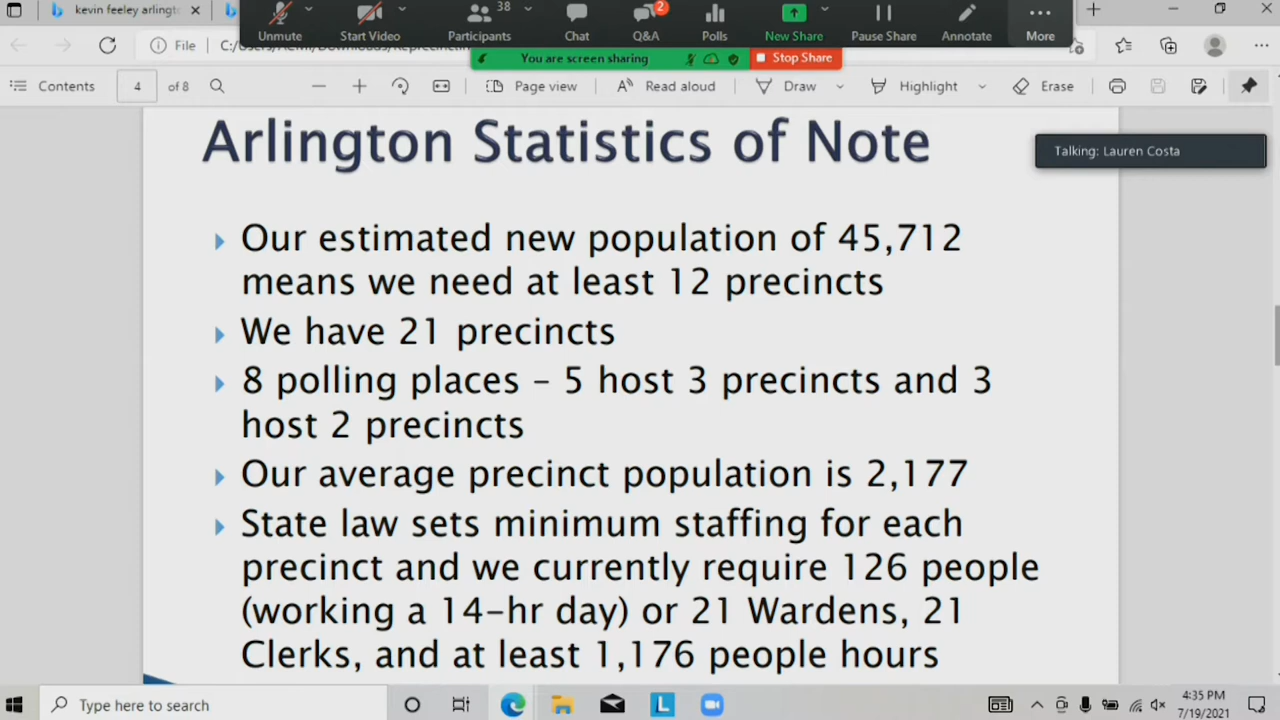 kevin feeley arlingt
Unmute
Start Video
38
Participants
Chat
2
Q&A
Polls
New Share
Pause Share
Annotate
More
File
You are screen sharing
Stop Share
Contents
4
of 8
Page view
Read aloud
Draw
Highlight
Erase
Talking: Lauren Costa
Arlington Statistics of Note
Our estimated new population of 45,712
means we need at least 12 precincts
We have 21 precincts
8 polling places – 5 host 3 precincts and 3
host 2 precincts
Our average precinct population is 2,177
State law sets minimum staffing for each
precinct and we currently require 126 people
(working a 14-hr day) or 21 Wardens, 21
Clerks, and at least 1,176 people hours
Type here to search
L
4:35 PM
7/19/2021